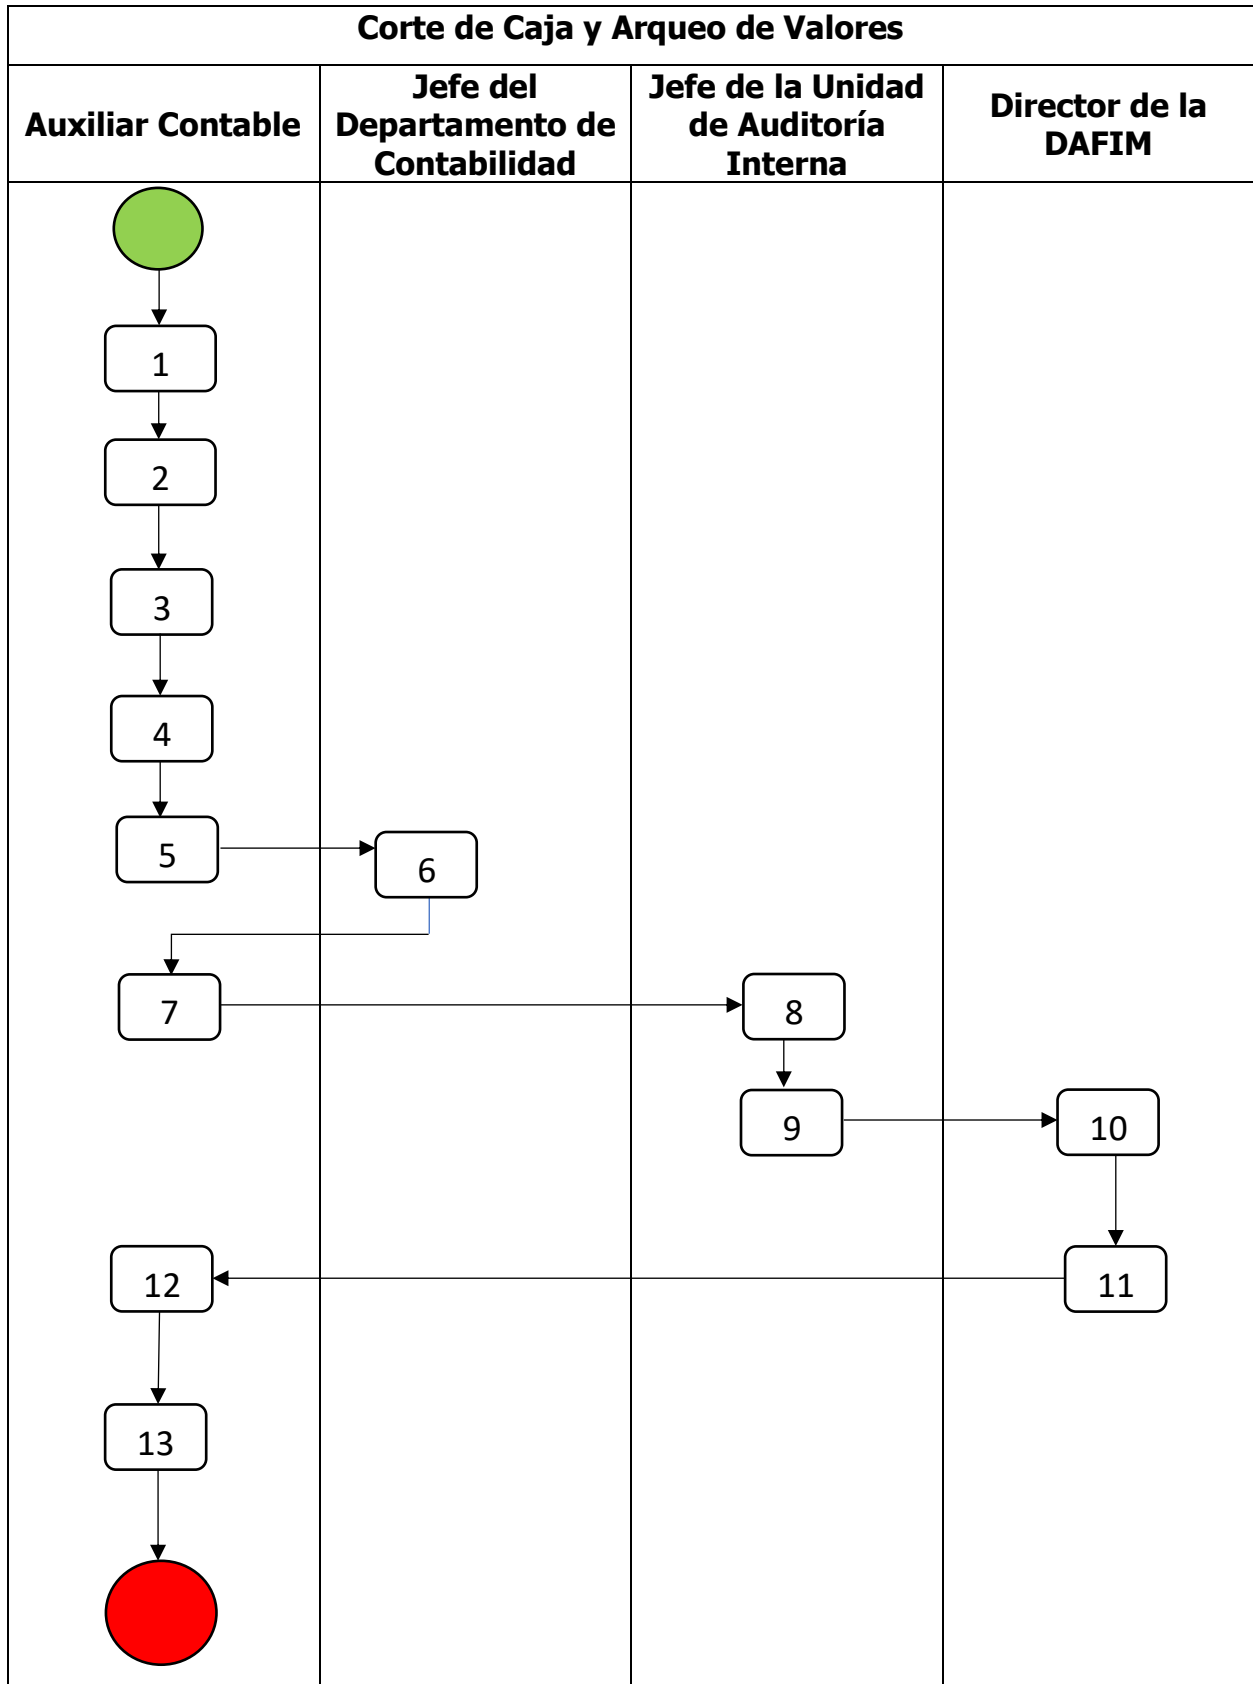 Corte de Caja y Arqueo de Valores
Auxiliar Contable
Jefe del
Departamento de
Contabilidad
Jefe de la Unidad
de Auditoría
Interna
Director de la
DAFIM
1
2
3
4
5
6
7
8
9
10
11
12
13